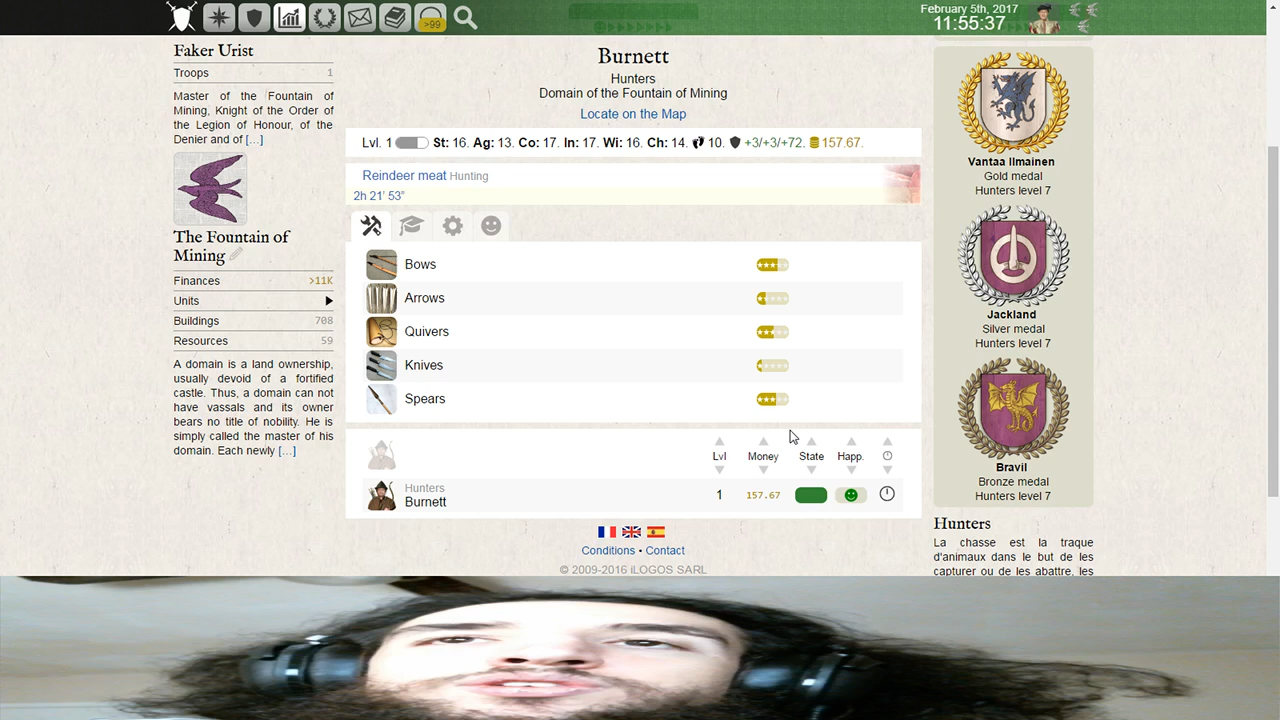 >99
February 5th, 2017
11:55:37
Faker Urist
Troops 1
Master of the Fountain of
Mining, Knight of the Order of
the Legion of Honour, of the
Denier and of [...]
The Fountain of
Mining
Finances >11K
Units
Buildings 708
Resources 59
A domain is a land ownership,
usually devoid of a fortified
castle. Thus, a domain can not
have vassals and its owner
bears no title of nobility. He is
simply called the master of his
domain. Each newly [...]
Burnett
Hunters
Domain of the Fountain of Mining
Locate on the Map
Lvl. 1 St: 16. Ag: 13. Co: 17. In: 17. Wi: 16. Ch: 14. 10. +3/+3/+72. 157.67.
Reindeer meat Hunting
2h 21' 53"
Bows
Arrows
Quivers
Knives
Spears
Lvl Money State Happ.
Hunters
Burnett 1 157.67
Conditions • Contact
© 2009-2016 iLOGOS SARL
Vantaa Ilmainen
Gold medal
Hunters level 7
Jackland
Silver medal
Hunters level 7
Bravil
Bronze medal
Hunters level 7
Hunters
La chasse est la traque
d'animaux dans le but de les
capturer ou de les abattre, les